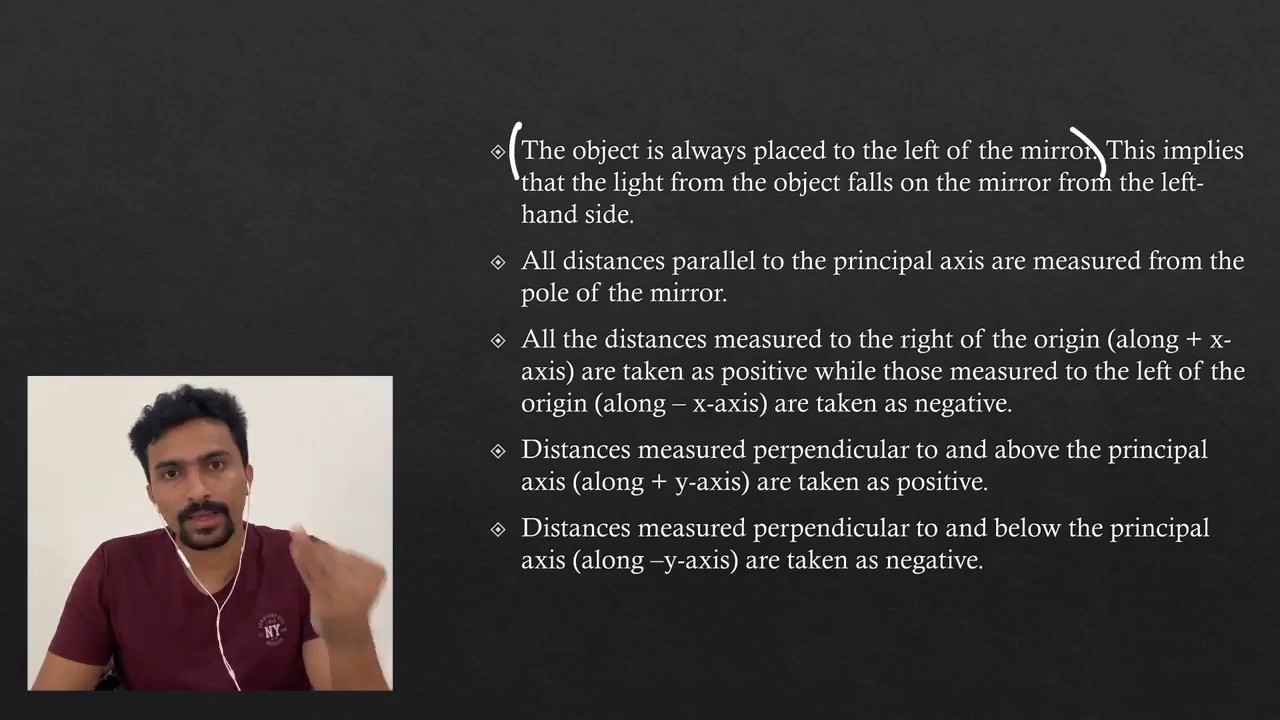 The object is always placed to the left of the mirror. This implies
that the light from the object falls on the mirror from the left-
hand side.
All distances parallel to the principal axis are measured from the
pole of the mirror.
All the distances measured to the right of the origin (along + x-
axis) are taken as positive while those measured to the left of the
origin (along – x-axis) are taken as negative.
Distances measured perpendicular to and above the principal
axis (along + y-axis) are taken as positive.
Distances measured perpendicular to and below the principal
axis (along –y-axis) are taken as negative.
NY